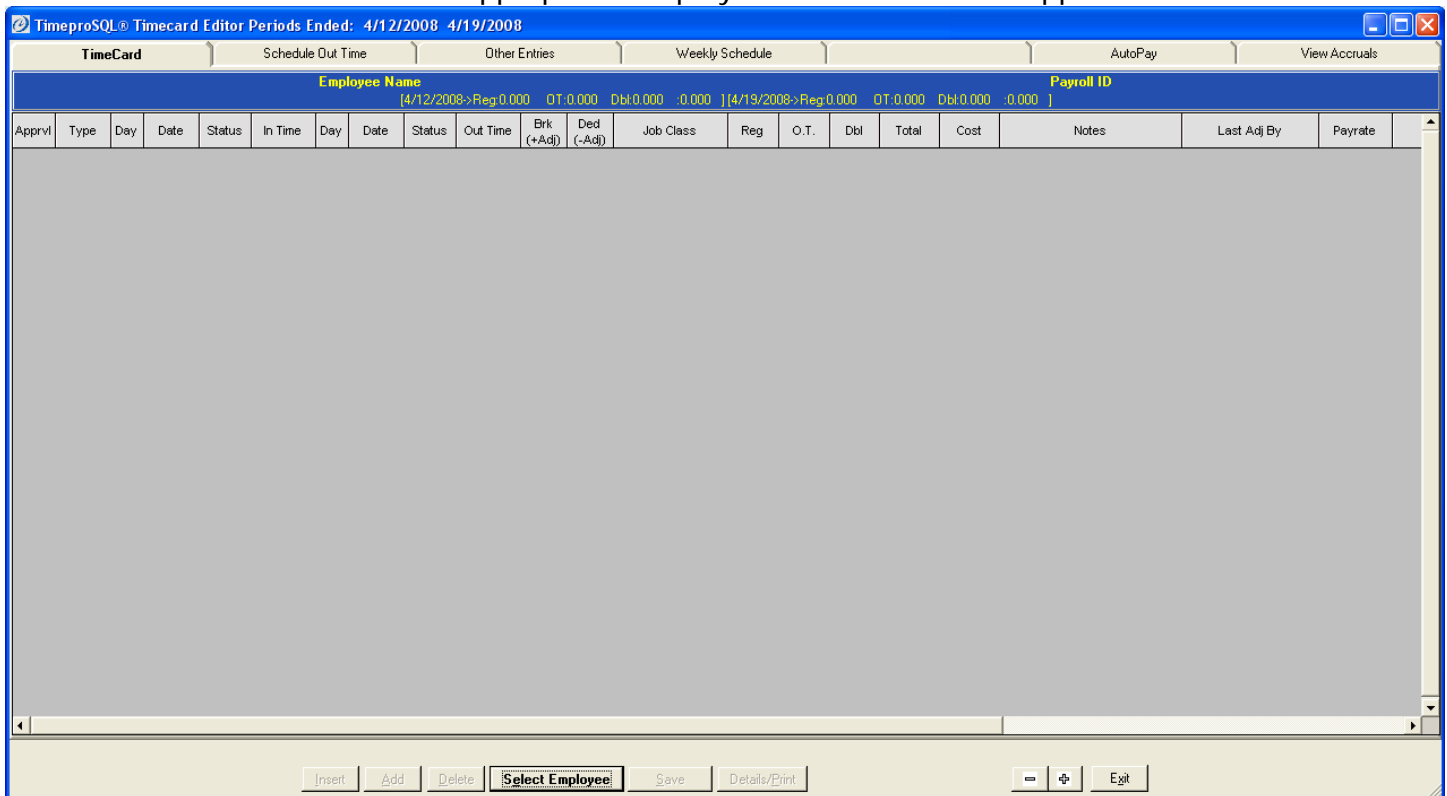 TimeproSQL® Timecard Editor Periods Ended: 4/12/2008 4/19/2008
TimeCard Schedule Out Time Other Entries Weekly Schedule AutoPay View Accruals
Employee Name Payroll ID
[4/12/2008->Reg:0.000 OT:0.000 Dbl:0.000 :0.000 ] [4/19/2008->Reg:0.000 OT:0.000 Dbl:0.000 :0.000 ]
Apprvl Type Day Date Status In Time Day Date Status Out Time Brk (+Adj) Ded (-Adj) Job Class Reg O.T. Dbl Total Cost Notes Last Adj By Payrate
Insert Add Delete Select Employee Save Details/Print Exit